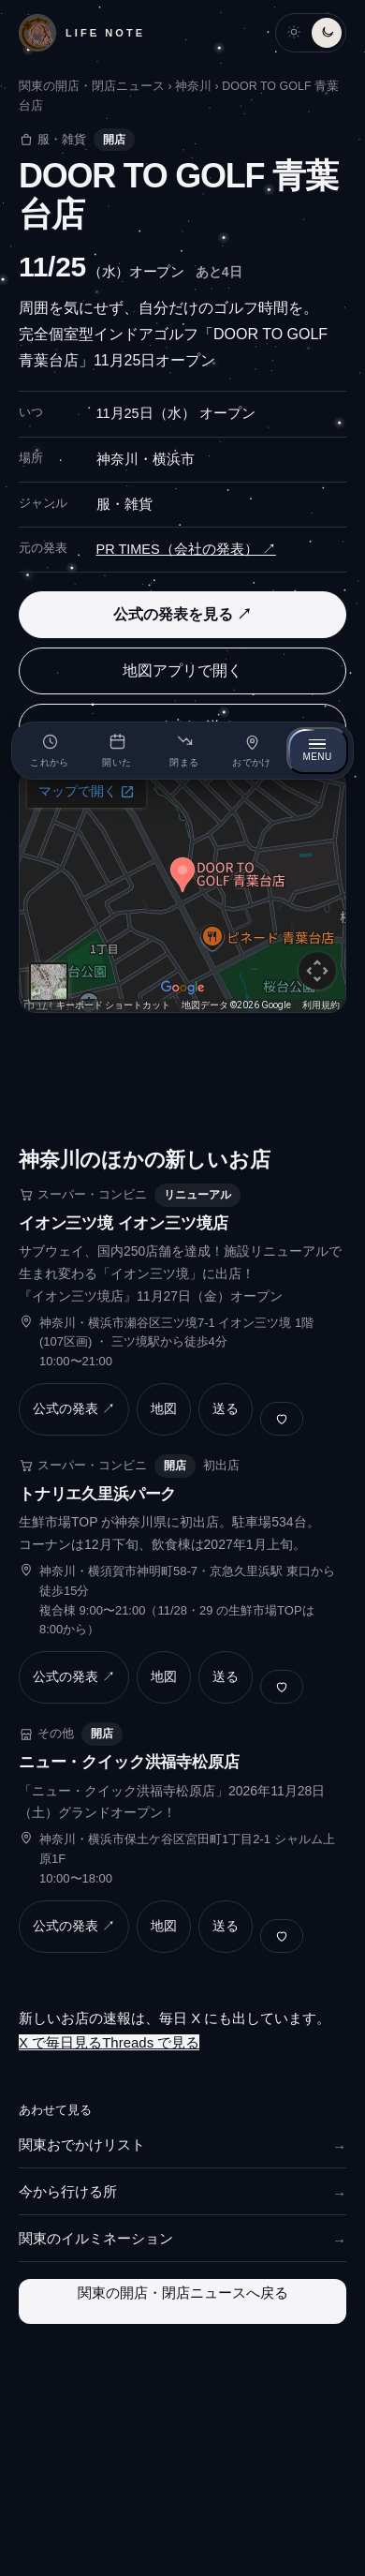 LIFE NOTE
関東の開店・閉店ニュース › 神奈川 › DOOR TO GOLF 青葉
台店
服・雑貨 開店
DOOR TO GOLF 青葉
台店
11/25（水）オープン あと4日
周囲を気にせず、自分だけのゴルフ時間を。
完全個室型インドアゴルフ「DOOR TO GOLF
青葉台店」11月25日オープン
いつ 11月25日（水） オープン
場所 神奈川・横浜市
ジャンル 服・雑貨
元の発表 PR TIMES（会社の発表） ↗
公式の発表を見る ↗
地図アプリで開く
これから 開いた 閉まる おでかけ MENU
マップで開く
DOOR TO
GOLF 青葉台店
ピネード 青葉台店
1丁目
台公園
Google 桜台公園
キーボード ショートカット 地図データ ©2026 Google 利用規約
神奈川のほかの新しいお店
スーパー・コンビニ リニューアル
イオン三ツ境 イオン三ツ境店
サブウェイ、国内250店舗を達成！施設リニューアルで
生まれ変わる「イオン三ツ境」に出店！
『イオン三ツ境店』11月27日（金）オープン
神奈川・横浜市瀬谷区三ツ境7-1 イオン三ツ境 1階
(107区画) ・ 三ツ境駅から徒歩4分
10:00〜21:00
公式の発表 ↗ 地図 送る
スーパー・コンビニ 開店 初出店
トナリエ久里浜パーク
生鮮市場TOP が神奈川県に初出店。駐車場534台。
コーナンは12月下旬、飲食棟は2027年1月上旬。
神奈川・横須賀市神明町58-7・京急久里浜駅 東口から
徒歩15分
複合棟 9:00〜21:00（11/28・29 の生鮮市場TOPは
8:00から）
公式の発表 ↗ 地図 送る
その他 開店
ニュー・クイック洪福寺松原店
「ニュー・クイック洪福寺松原店」2026年11月28日
（土）グランドオープン！
神奈川・横浜市保土ケ谷区宮田町1丁目2-1 シャルム上
原1F
10:00〜18:00
公式の発表 ↗ 地図 送る
新しいお店の速報は、毎日 X にも出しています。
X で毎日見るThreads で見る
あわせて見る
関東おでかけリスト →
今から行ける所 →
関東のイルミネーション →
関東の開店・閉店ニュースへ戻る